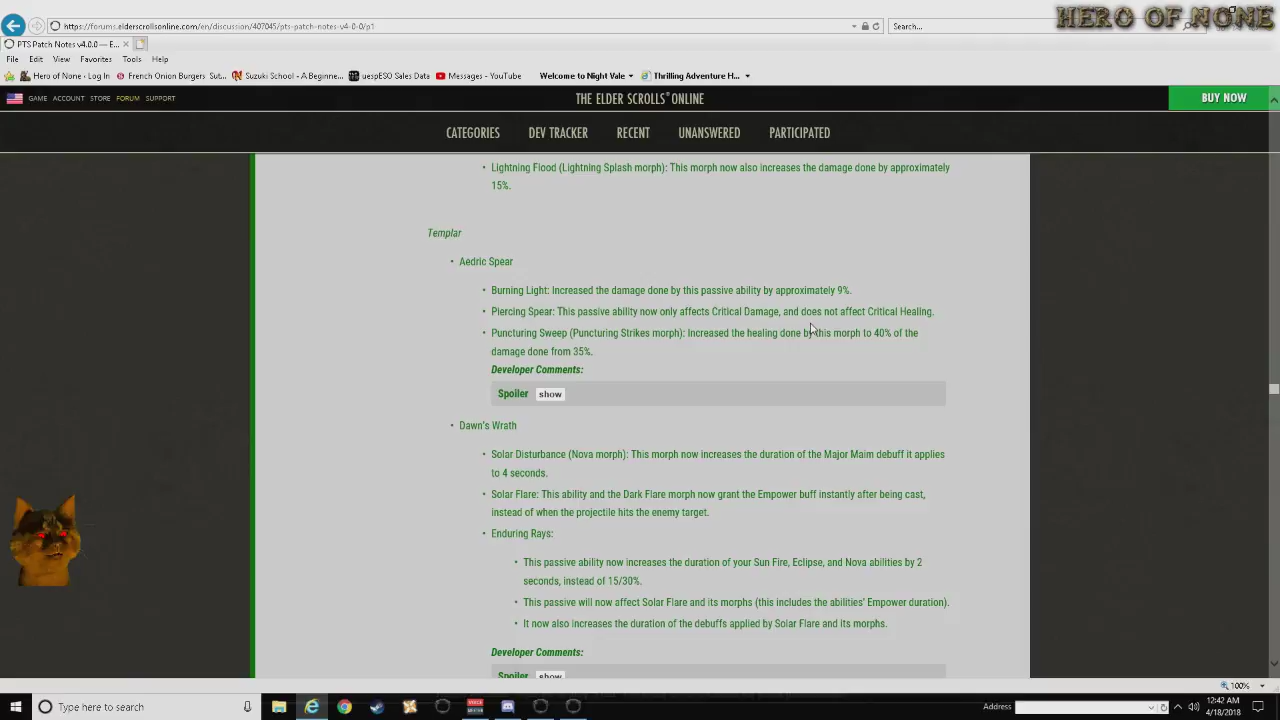 HERO OF NONE
https://forums.elderscrollsonline.com/en/discussion/407045/pts-patch-notes-v4-0-0/p1
Search...
PTS Patch Notes v4.0.0 — E...
File Edit View Favorites Tools Help
Hero of None - Log In French Onion Burgers Sut... Suzuki School - A Beginne... uespESO Sales Data Messages - YouTube Welcome to Night Vale Thrilling Adventure H...
GAME ACCOUNT STORE FORUM SUPPORT
THE ELDER SCROLLS ONLINE
BUY NOW
CATEGORIES DEV TRACKER RECENT UNANSWERED PARTICIPATED
• Lightning Flood (Lightning Splash morph): This morph now also increases the damage done by approximately
15%.
Templar
• Aedric Spear
• Burning Light: Increased the damage done by this passive ability by approximately 9%.
• Piercing Spear: This passive ability now only affects Critical Damage, and does not affect Critical Healing.
• Puncturing Sweep (Puncturing Strikes morph): Increased the healing done by this morph to 40% of the
damage done from 35%.
Developer Comments:
Spoiler show
• Dawn's Wrath
• Solar Disturbance (Nova morph): This morph now increases the duration of the Major Maim debuff it applies
to 4 seconds.
• Solar Flare: This ability and the Dark Flare morph now grant the Empower buff instantly after being cast,
instead of when the projectile hits the enemy target.
• Enduring Rays:
• This passive ability now increases the duration of your Sun Fire, Eclipse, and Nova abilities by 2
seconds, instead of 15/30%.
• This passive will now affect Solar Flare and its morphs (this includes the abilities' Empower duration).
• It now also increases the duration of the debuffs applied by Solar Flare and its morphs.
Developer Comments:
Spoiler show
100%
Type here to search
Address
12:42 AM
4/18/2018